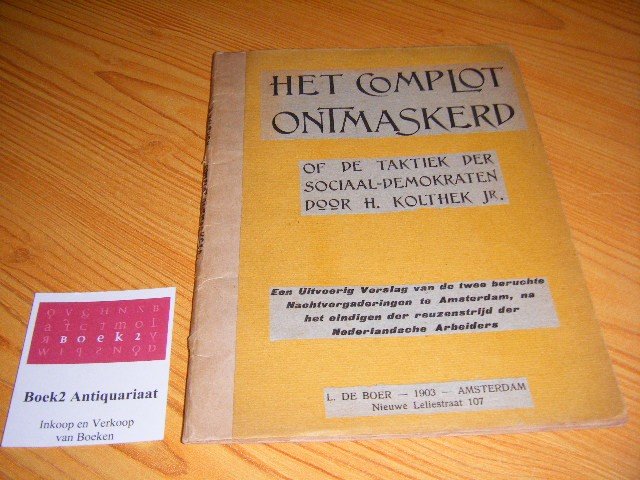 HET COMPLOT
ONTMASKERD
OF DE TAKTIEK DER
SOCIAAL-DEMOKRATEN
DOOR H. KOLTHEK JR.
Een Uitvoerig Verslag van de twee beruchte
Nachtvergaderingen te Amsterdam, na
het eindigen der reuzenstrijd der
Nederlandsche Arbeiders
L. DE BOER — 1903 — AMSTERDAM
Nieuwe Leliestraat 107
BOEK2
Boek2 Antiquariaat
Inkoop en Verkoop
van Boeken